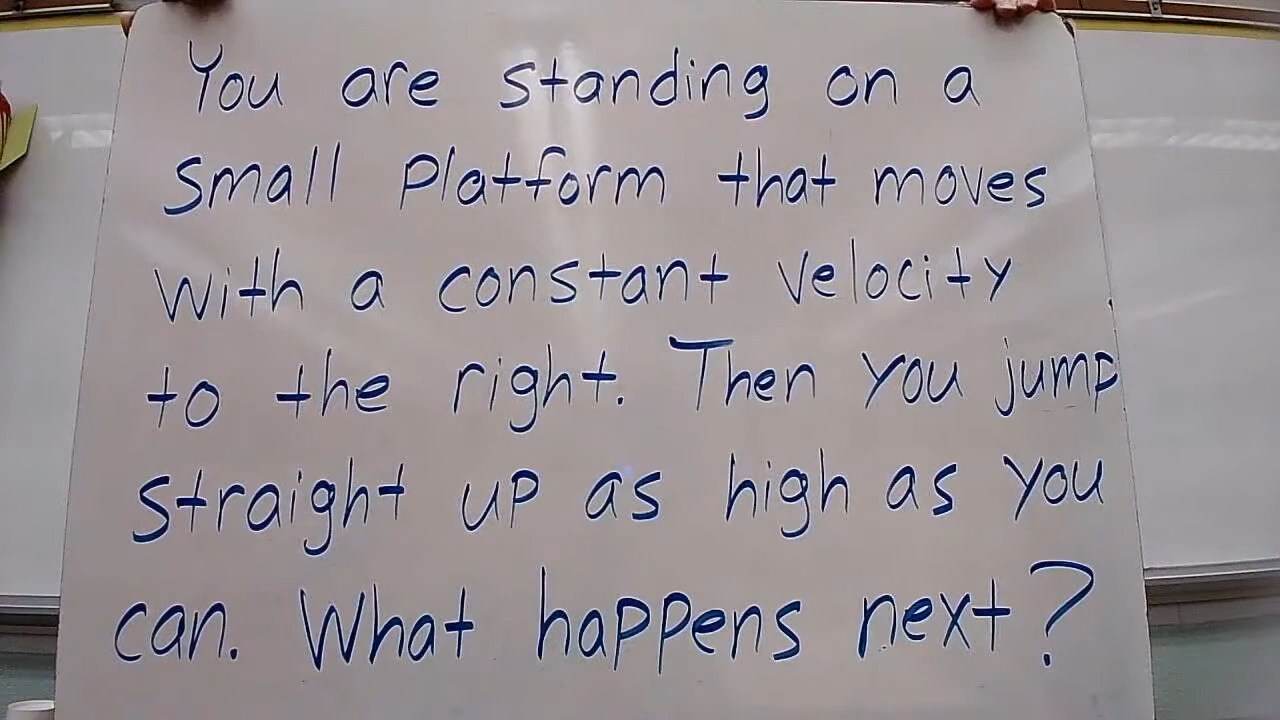 You are standing on a
small platform that moves
with a constant velocity
to the right. Then you jump
straight up as high as you
can. What happens next?